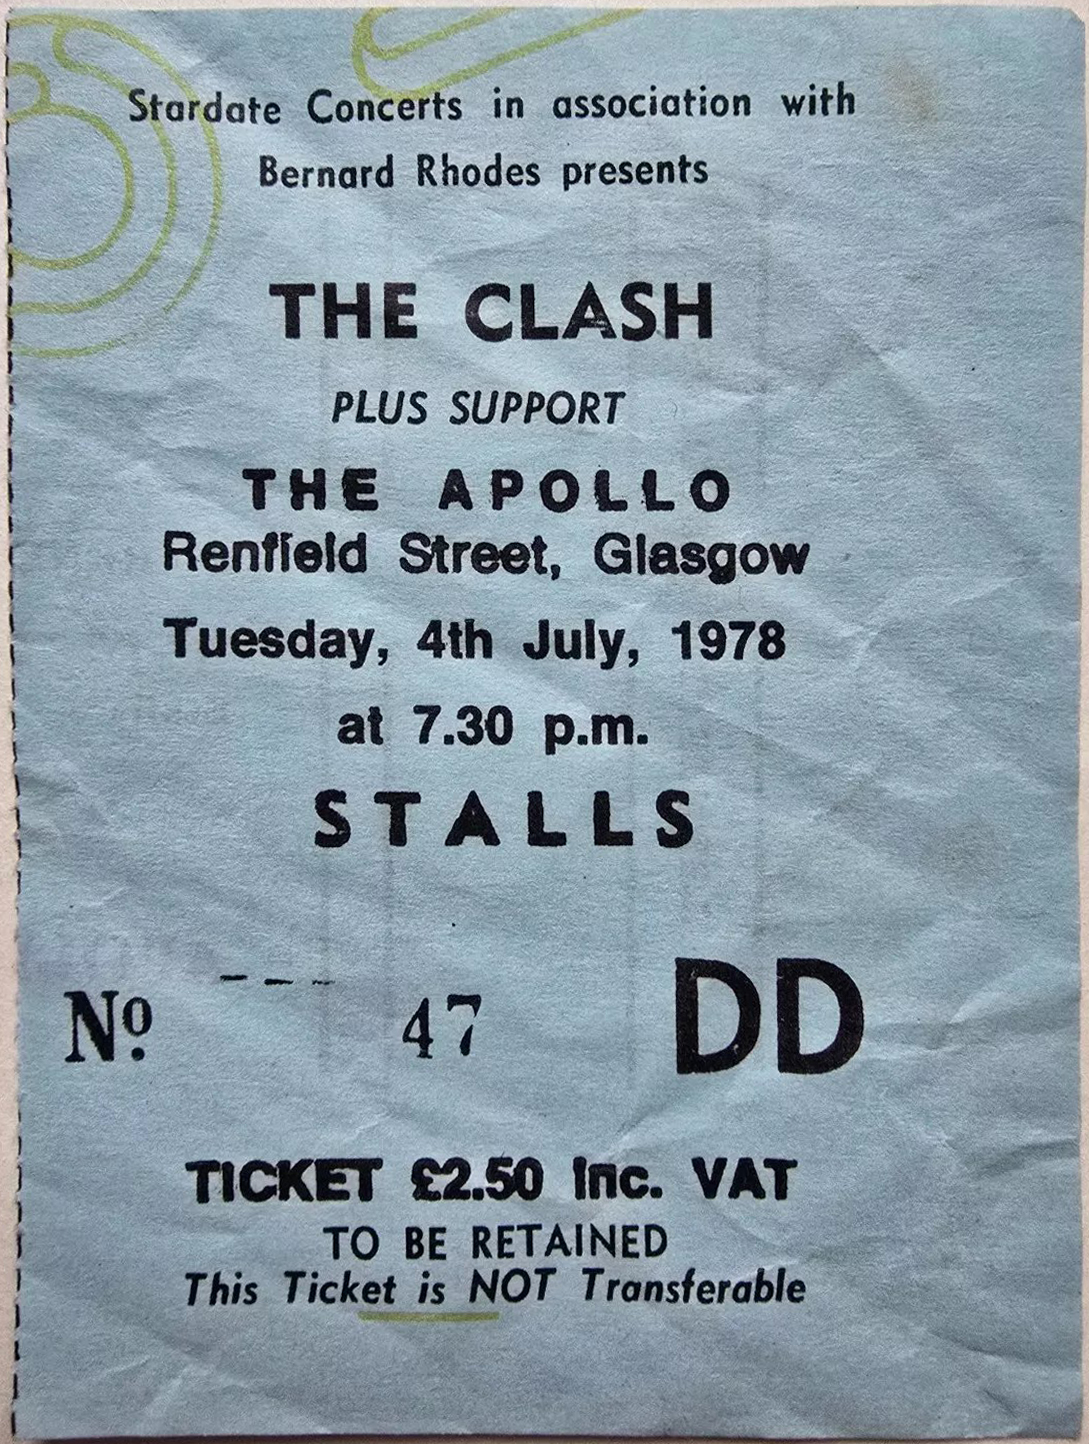 Stardate Concerts in association with
Bernard Rhodes presents
THE CLASH
PLUS SUPPORT
THE APOLLO
Renfield Street, Glasgow
Tuesday, 4th July, 1978
at 7.30 p.m.
STALLS
Nº 47 DD
TICKET £2.50 Inc. VAT
TO BE RETAINED
This Ticket is NOT Transferable